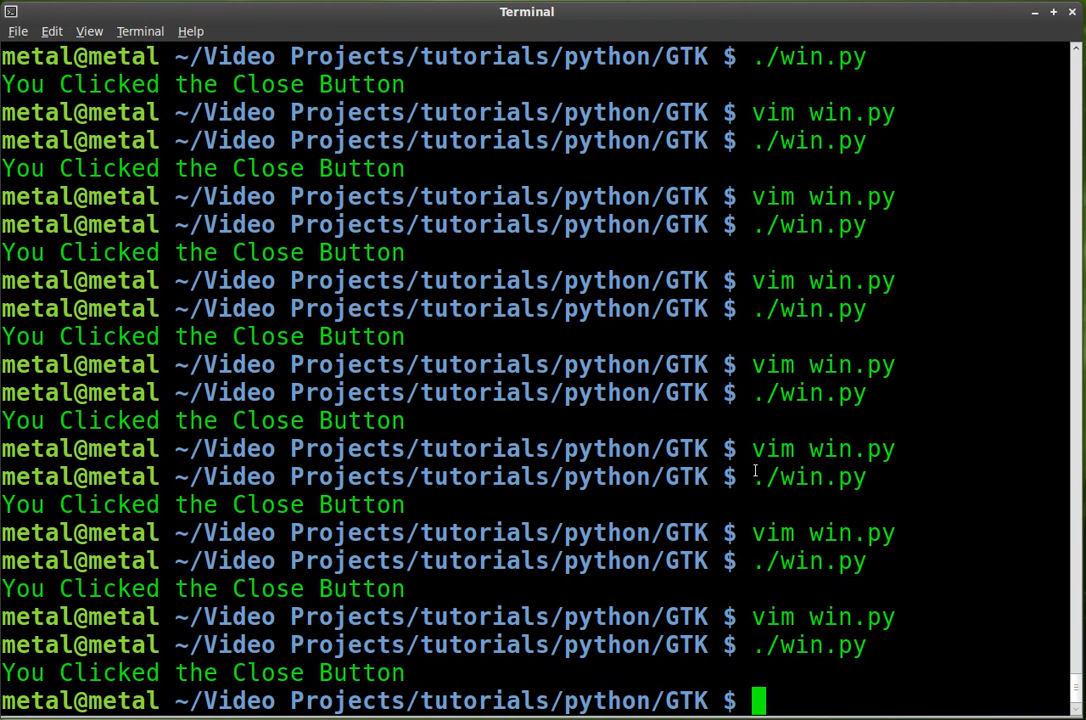 Terminal
File Edit View Terminal Help
metal@metal ~/Video Projects/tutorials/python/GTK $ ./win.py
You Clicked the Close Button
metal@metal ~/Video Projects/tutorials/python/GTK $ vim win.py
metal@metal ~/Video Projects/tutorials/python/GTK $ ./win.py
You Clicked the Close Button
metal@metal ~/Video Projects/tutorials/python/GTK $ vim win.py
metal@metal ~/Video Projects/tutorials/python/GTK $ ./win.py
You Clicked the Close Button
metal@metal ~/Video Projects/tutorials/python/GTK $ vim win.py
metal@metal ~/Video Projects/tutorials/python/GTK $ ./win.py
You Clicked the Close Button
metal@metal ~/Video Projects/tutorials/python/GTK $ vim win.py
metal@metal ~/Video Projects/tutorials/python/GTK $ ./win.py
You Clicked the Close Button
metal@metal ~/Video Projects/tutorials/python/GTK $ vim win.py
metal@metal ~/Video Projects/tutorials/python/GTK $ ./win.py
You Clicked the Close Button
metal@metal ~/Video Projects/tutorials/python/GTK $ vim win.py
metal@metal ~/Video Projects/tutorials/python/GTK $ ./win.py
You Clicked the Close Button
metal@metal ~/Video Projects/tutorials/python/GTK $ vim win.py
metal@metal ~/Video Projects/tutorials/python/GTK $ ./win.py
You Clicked the Close Button
metal@metal ~/Video Projects/tutorials/python/GTK $